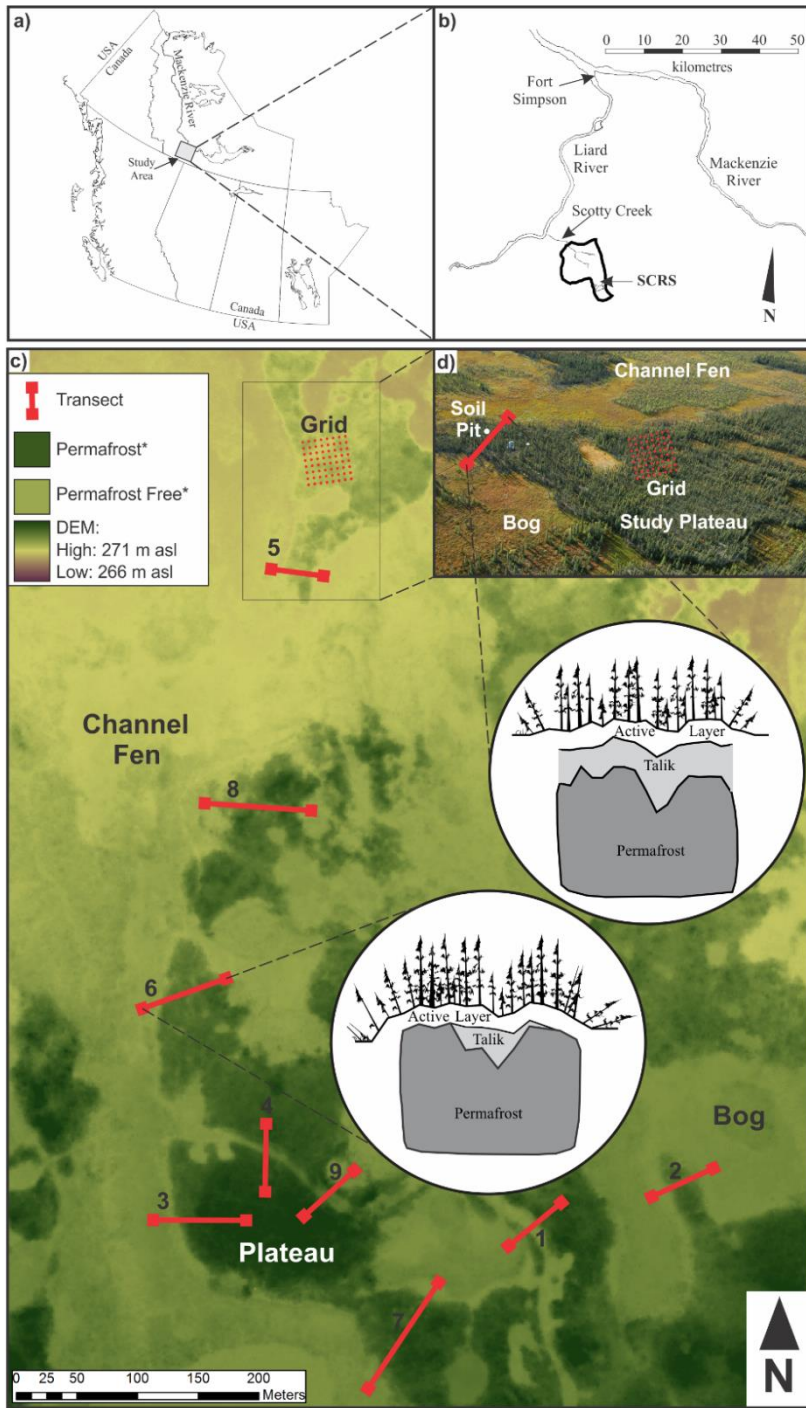 a)
USA
Canada
Mackenzie
River
Study
Area
Canada
USA
b)
0 10 20 30 40 50
kilometres
Fort
Simpson
Liard
River
Mackenzie
River
Scotty Creek
SCRS
N
c)
Transect
Permafrost*
Permafrost Free*
DEM:
High: 271 m asl
Low: 266 m asl
Grid
5
d)
Channel Fen
Soil
Pit
Grid
Bog
Study Plateau
Channel
Fen
8
Active Layer
Talik
Permafrost
6
Active Layer
Talik
Permafrost
4
Bog
9
2
3
Plateau
1
7
0 50 100 150 200
Meters
N